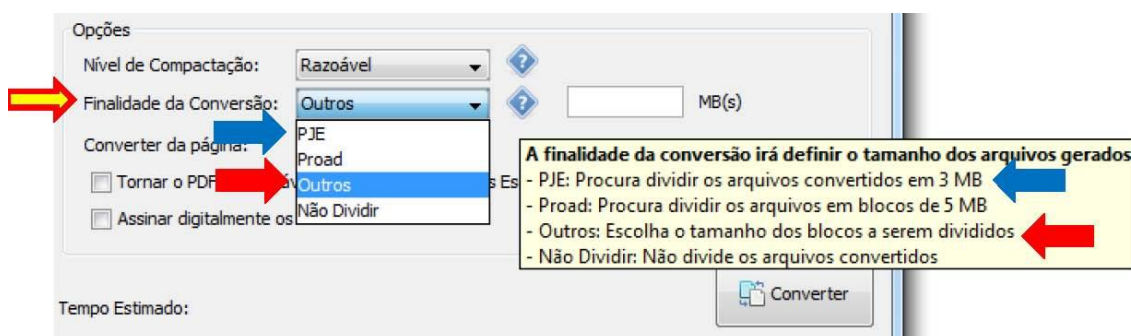 Opções
Nível de Compactação: Razoável
Finalidade da Conversão: Outros MB(s)
PJE
Proad
Outros
Não Dividir
Converter da página:
Tornar o PDF s Es
Assinar digitalmente os
A finalidade da conversão irá definir o tamanho dos arquivos gerados
- PJE: Procura dividir os arquivos convertidos em 3 MB
- Proad: Procura dividir os arquivos em blocos de 5 MB
- Outros: Escolha o tamanho dos blocos a serem divididos
- Não Dividir: Não divide os arquivos convertidos
Tempo Estimado:
Converter